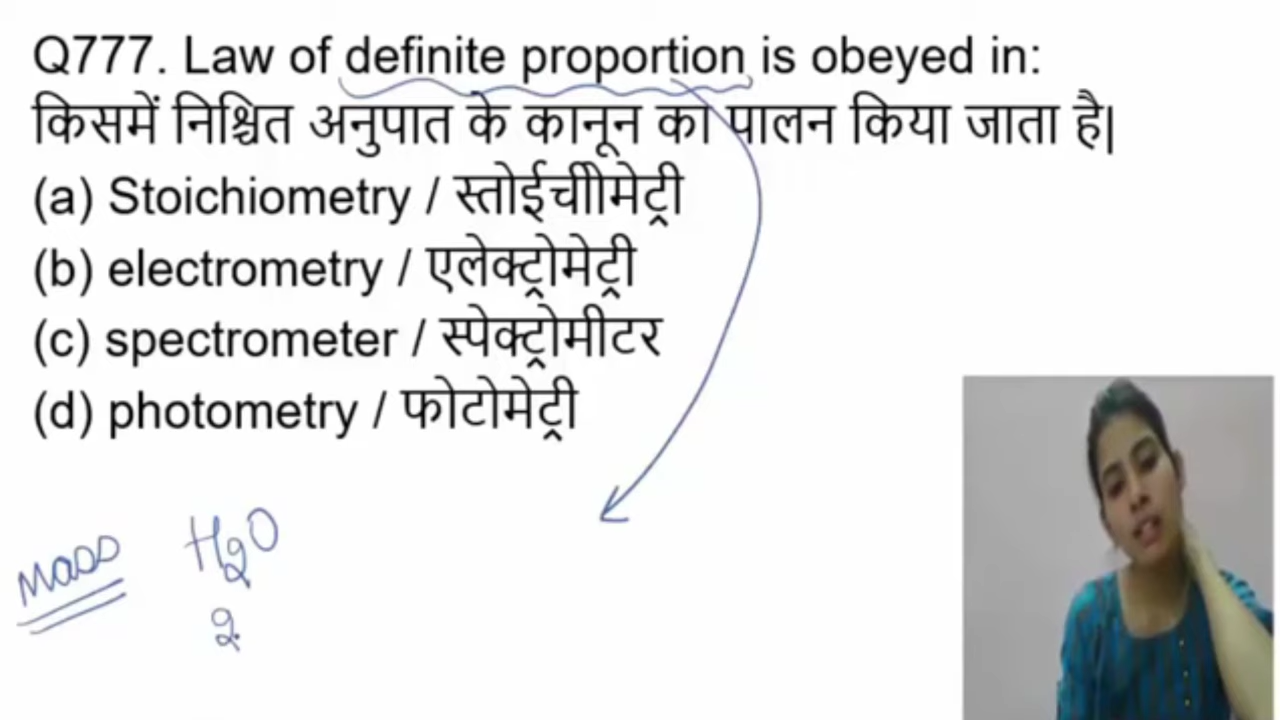 Q777. Law of definite proportion is obeyed in:
किसमें निश्चित अनुपात के कानून का पालन किया जाता है|
(a) Stoichiometry / स्तोईचीीमेट्री
(b) electrometry / एलेक्ट्रोमेट्री
(c) spectrometer / स्पेक्ट्रोमीटर
(d) photometry / फोटोमेट्री
Mass H2O
2